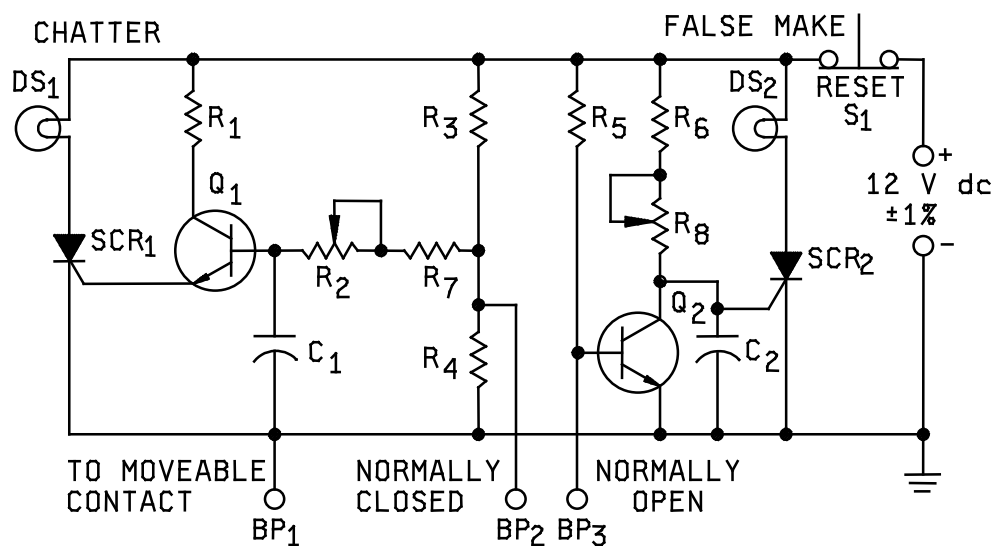 CHATTER
FALSE MAKE
DS1
R1
R3
R5
R6
DS2
RESET
S1
+
12 V dc
±1%
−
Q1
SCR1
R2
R7
R8
SCR2
Q2
C1
R4
C2
TO MOVEABLE CONTACT
NORMALLY CLOSED
NORMALLY OPEN
BP1
BP2
BP3